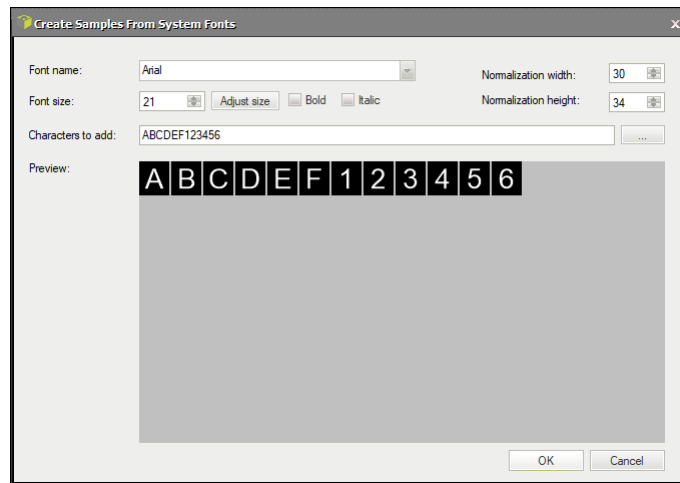 Create Samples From System Fonts x
Font name: Arial Normalization width: 30
Font size: 21 Adjust size Bold Italic Normalization height: 34
Characters to add: ABCDEF123456 ...
Preview: A B C D E F 1 2 3 4 5 6
OK Cancel